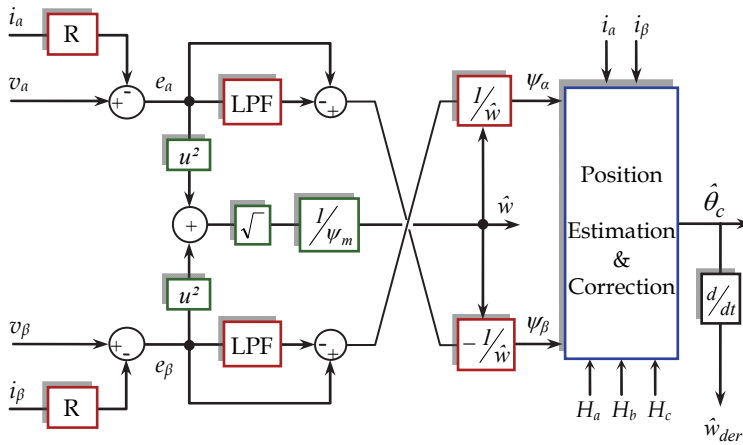 i_a
R
v_a
+
-
e_a
LPF
-
+
u²
+
√
1/ψ_m
u²
v_β
+
-
e_β
LPF
-
+
i_β
R
1/ŵ
ŵ
- 1/ŵ
ψ_α
ψ_β
i_a i_β
Position
Estimation
&
Correction
H_a H_b H_c
θ̂_c
d/dt
ŵ_der